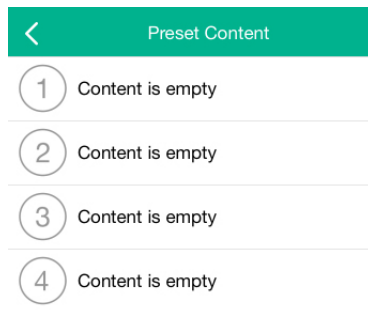 Preset Content
1 Content is empty
2 Content is empty
3 Content is empty
4 Content is empty